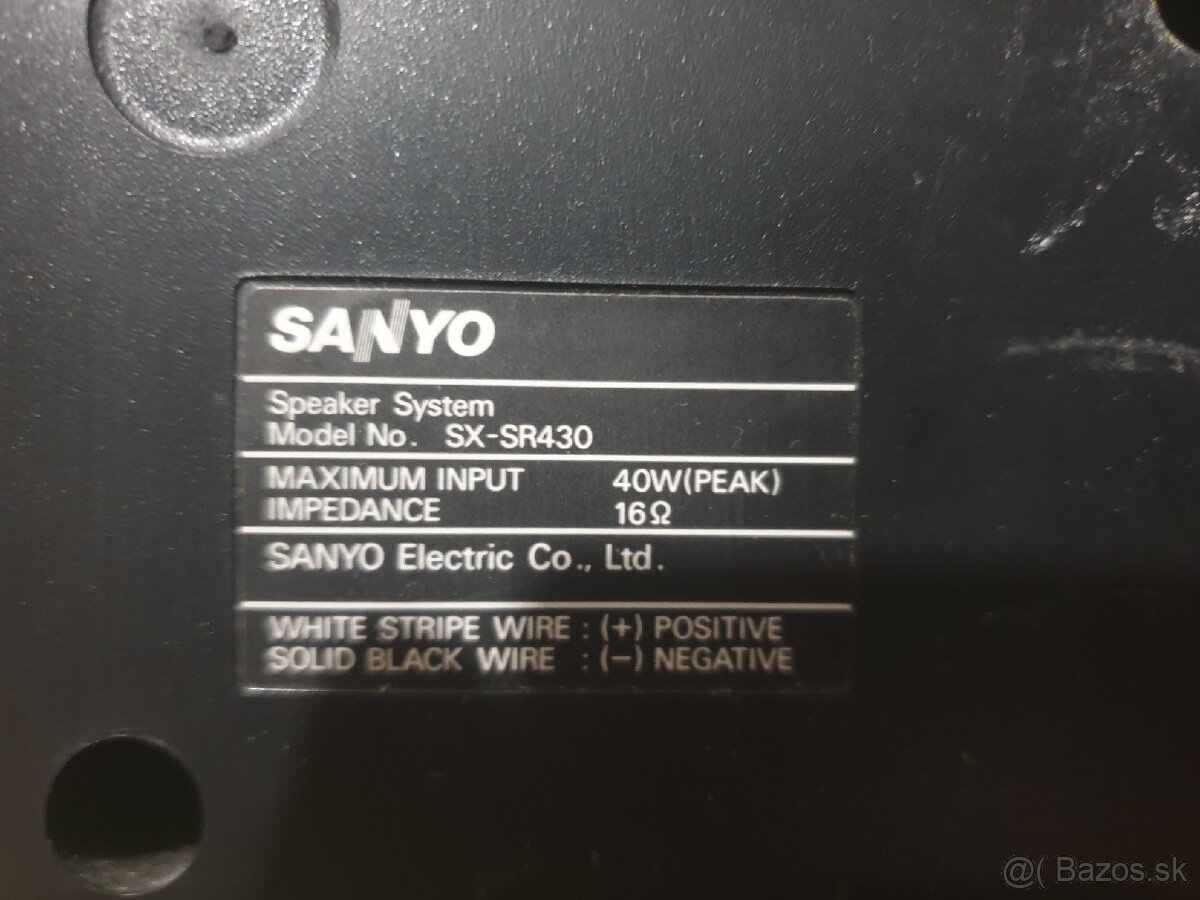 SANYO
Speaker System
Model No. SX-SR430
MAXIMUM INPUT 40W(PEAK)
IMPEDANCE 16Ω
SANYO Electric Co., Ltd.
WHITE STRIPE WIRE : (+) POSITIVE
SOLID BLACK WIRE : (−) NEGATIVE
@( Bazos.sk